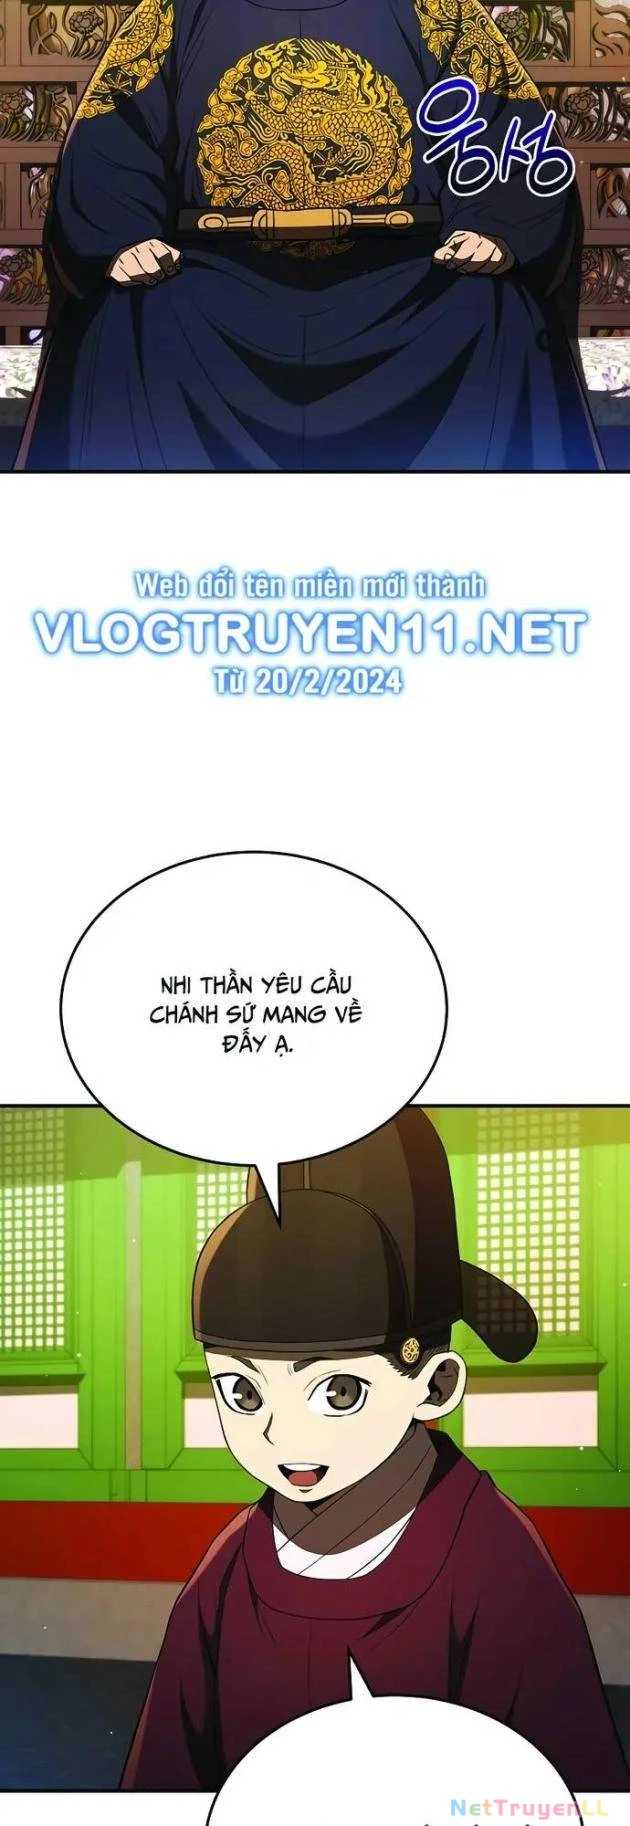 웅성
Web đổi tên miền mới thành
VLOGTRUYEN11.NET
Từ 20/2/2024
NHI THẦN YÊU CẦU
CHÁNH SỨ MANG VỀ
ĐẤY Ạ.
NetTruyenLL